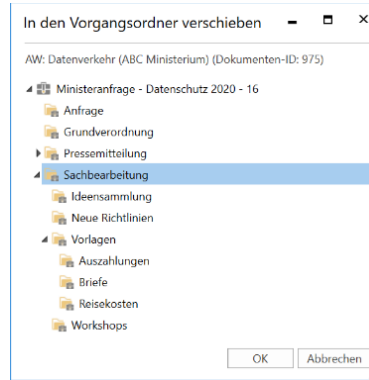 In den Vorgangsordner verschieben
AW: Datenverkehr (ABC Ministerium) (Dokumenten-ID: 975)
Ministeranfrage - Datenschutz 2020 - 16
Anfrage
Grundverordnung
Pressemitteilung
Sachbearbeitung
Ideensammlung
Neue Richtlinien
Vorlagen
Auszahlungen
Briefe
Reisekosten
Workshops
OK Abbrechen